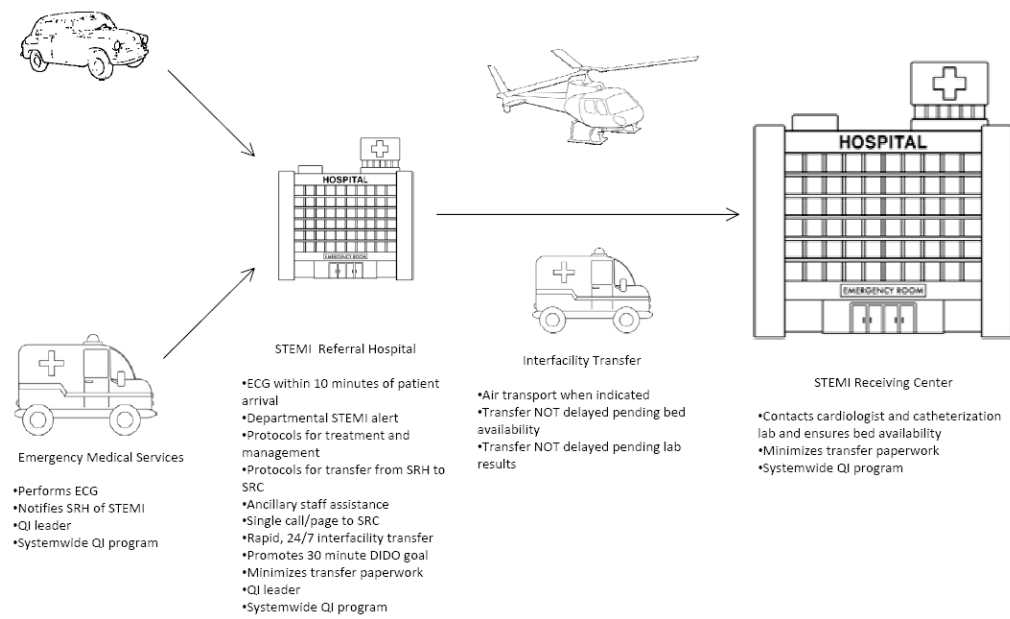 HOSPITAL
EMERGENCY ROOM
HOSPITAL
EMERGENCY ROOM
Emergency Medical Services
•Performs ECG
•Notifies SRH of STEMI
•QI leader
•Systemwide QI program
STEMI Referral Hospital
•ECG within 10 minutes of patient
arrival
•Departmental STEMI alert
•Protocols for treatment and
management
•Protocols for transfer from SRH to
SRC
•Ancillary staff assistance
•Single call/page to SRC
•Rapid, 24/7 interfacility transfer
•Promotes 30 minute DIDO goal
•Minimizes transfer paperwork
•QI leader
•Systemwide QI program
Interfacility Transfer
•Air transport when indicated
•Transfer NOT delayed pending bed
availability
•Transfer NOT delayed pending lab
results
STEMI Receiving Center
•Contacts cardiologist and catheterization
lab and ensures bed availability
•Minimizes transfer paperwork
•Systemwide QI program